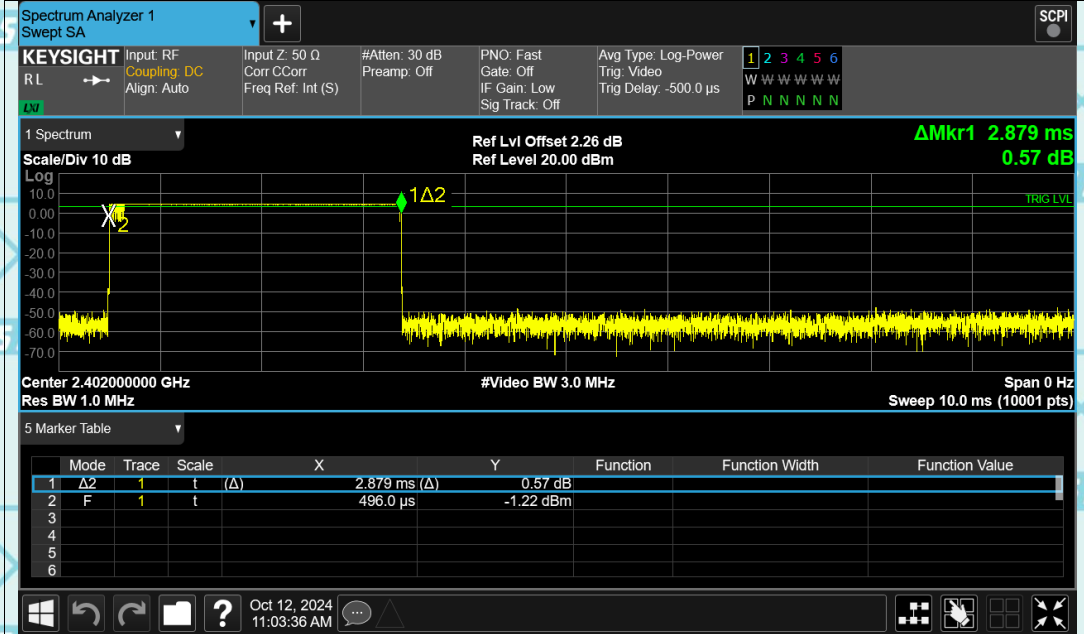 Spectrum Analyzer 1
Swept SA
+
SCPI
KEYSIGHT
RL
LXI
Input: RF
Coupling: DC
Align: Auto
Input Z: 50 Ω
Corr CCorr
Freq Ref: Int (S)
#Atten: 30 dB
Preamp: Off
PNO: Fast
Gate: Off
IF Gain: Low
Sig Track: Off
Avg Type: Log-Power
Trig: Video
Trig Delay: -500.0 µs
1 2 3 4 5 6
W W W W W W
P N N N N N
1 Spectrum
Scale/Div 10 dB
Ref Lvl Offset 2.26 dB
Ref Level 20.00 dBm
ΔMkr1 2.879 ms
0.57 dB
Log
10.0
0.00
-10.0
-20.0
-30.0
-40.0
-50.0
-60.0
-70.0
1Δ2
X2
TRIG LVL
Center 2.402000000 GHz
#Video BW 3.0 MHz
Span 0 Hz
Res BW 1.0 MHz
Sweep 10.0 ms (10001 pts)
5 Marker Table
Mode Trace Scale X Y Function Function Width Function Value
1 Δ2 1 t (Δ) 2.879 ms (Δ) 0.57 dB
2 F 1 t 496.0 µs -1.22 dBm
3
4
5
6
?
Oct 12, 2024
11:03:36 AM